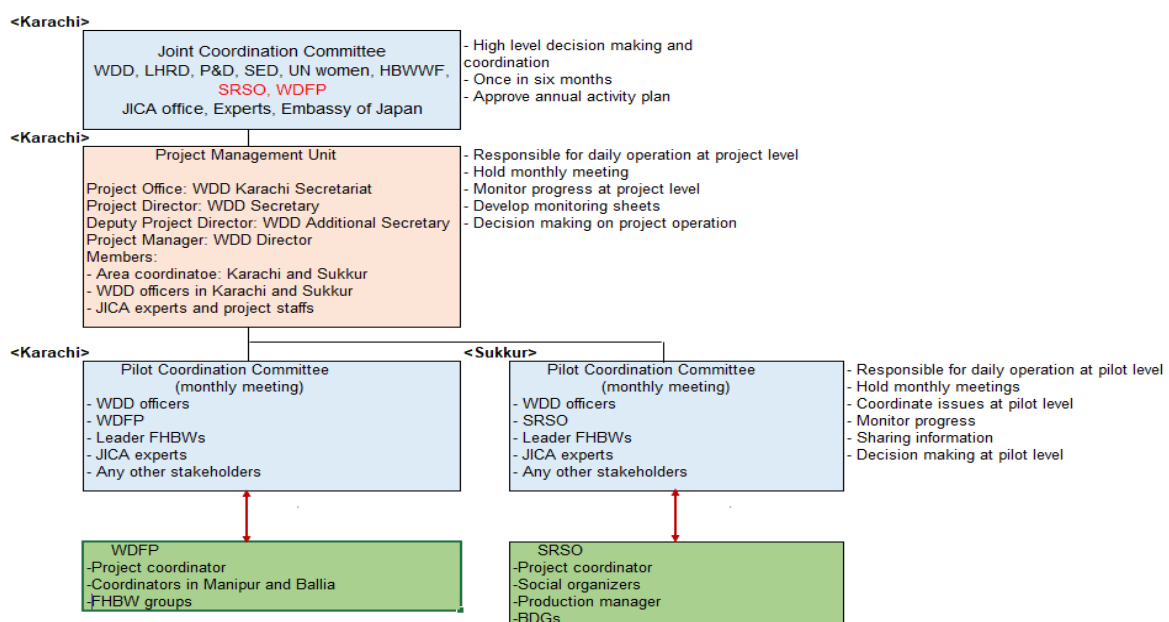 <Karachi>
Joint Coordination Committee
WDD, LHRD, P&D, SED, UN women, HBWWF,
SRSO, WDFP
JICA office, Experts, Embassy of Japan
- High level decision making and
coordination
- Once in six months
- Approve annual activity plan
<Karachi>
Project Management Unit
Project Office: WDD Karachi Secretariat
Project Director: WDD Secretary
Deputy Project Director: WDD Additional Secretary
Project Manager: WDD Director
Members:
- Area coordinatoe: Karachi and Sukkur
- WDD officers in Karachi and Sukkur
- JICA experts and project staffs
- Responsible for daily operation at project level
- Hold monthly meeting
- Monitor progress at project level
- Develop monitoring sheets
- Decision making on project operation
<Karachi>
Pilot Coordination Committee
(monthly meeting)
- WDD officers
- WDFP
- Leader FHBWs
- JICA experts
- Any other stakeholders
<Sukkur>
Pilot Coordination Committee
(monthly meeting)
- WDD officers
- SRSO
- Leader FHBWs
- JICA experts
- Any other stakeholders
- Responsible for daily operation at pilot level
- Hold monthly meetings
- Coordinate issues at pilot level
- Monitor progress
- Sharing information
- Decision making at pilot level
WDFP
-Project coordinator
-Coordinators in Manipur and Ballia
-FHBW groups
SRSO
-Project coordinator
-Social organizers
-Production manager
-BDGs